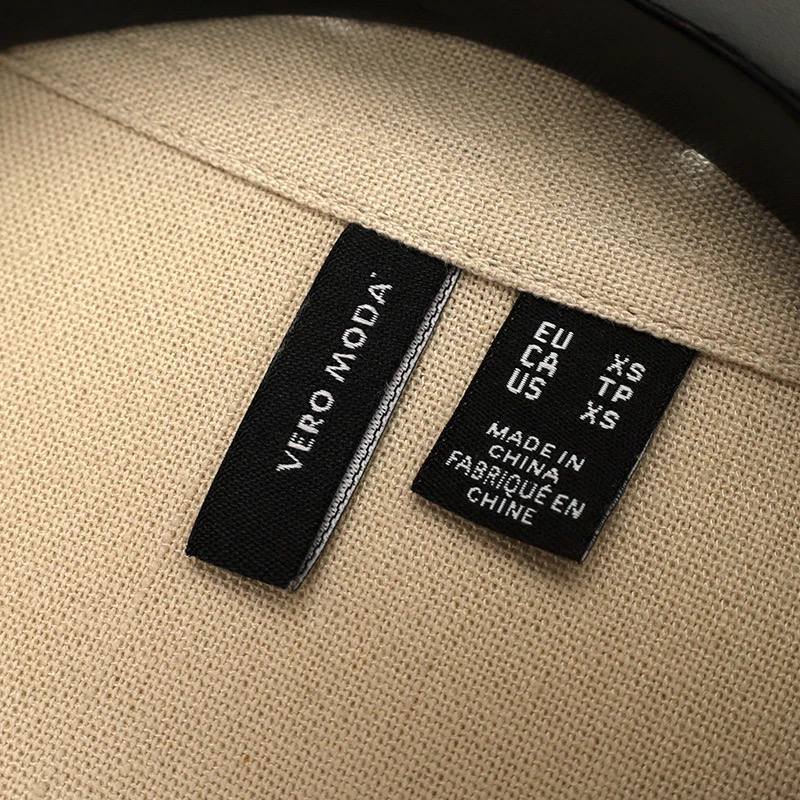 VERO MODA
EU XS
CA TP
US XS
MADE IN
CHINA
FABRIQUÉ EN
CHINE